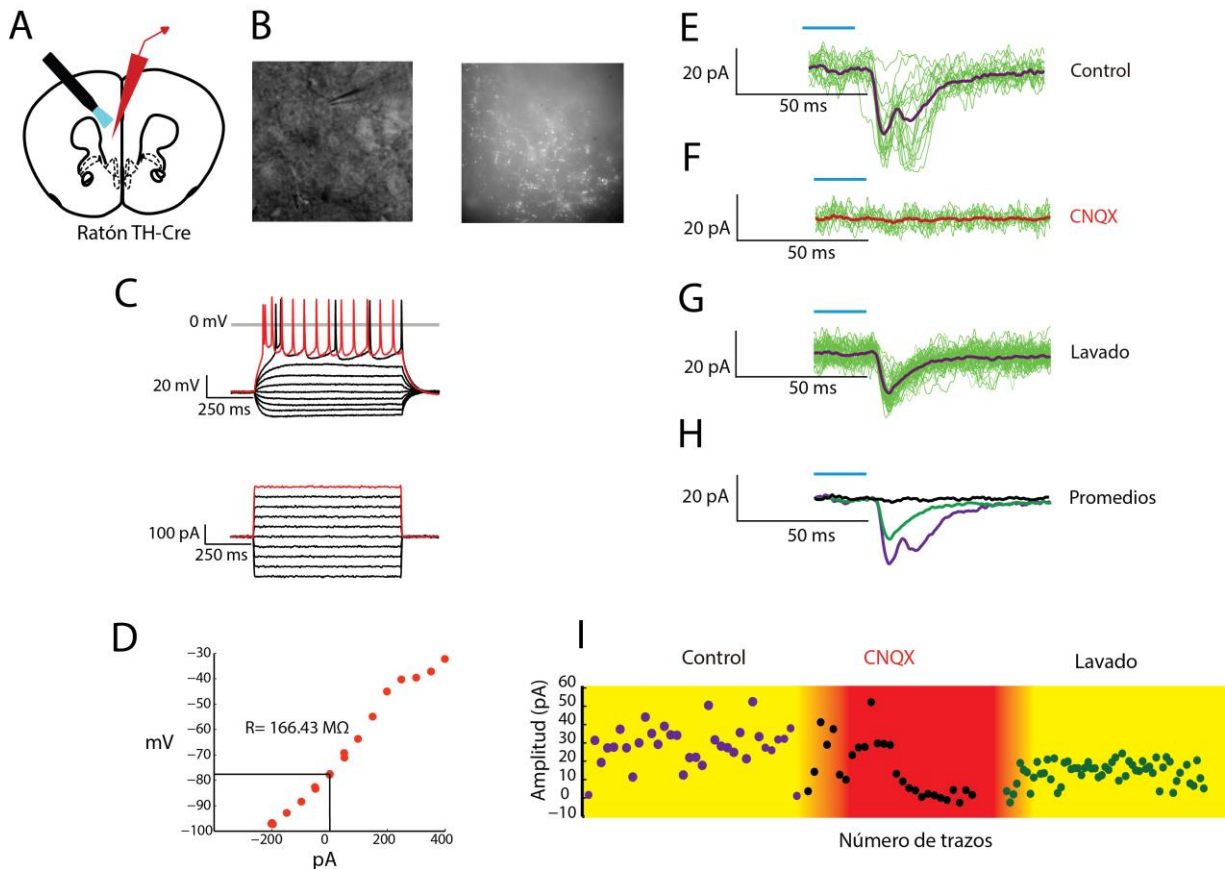 A
Ratón TH-Cre
B
C
0 mV
20 mV
250 ms
100 pA
250 ms
D
−30
−40
−50
−60
−70
−80
−90
−100
mV
R= 166.43 MΩ
−200
0
200
400
pA
E
20 pA
50 ms
Control
F
20 pA
50 ms
CNQX
G
20 pA
50 ms
Lavado
H
20 pA
50 ms
Promedios
I
Control
CNQX
Lavado
Amplitud (pA)
60
50
40
30
20
10
0
−10
Número de trazos